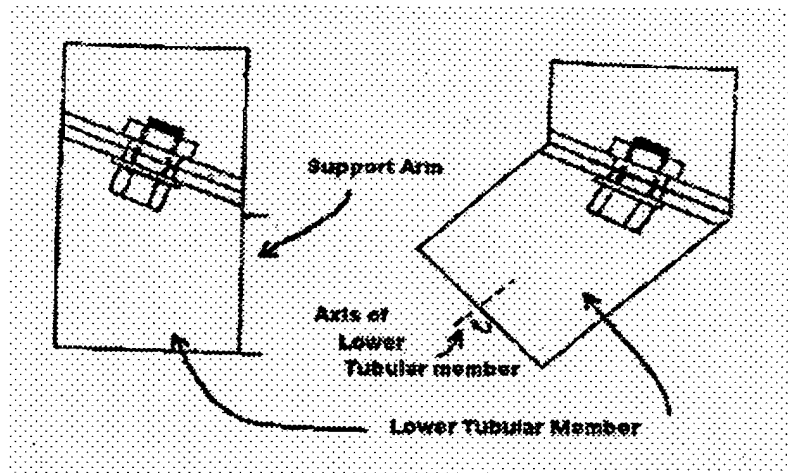 Support Arm
Axis of
Lower
Tubular member
Lower Tubular Member